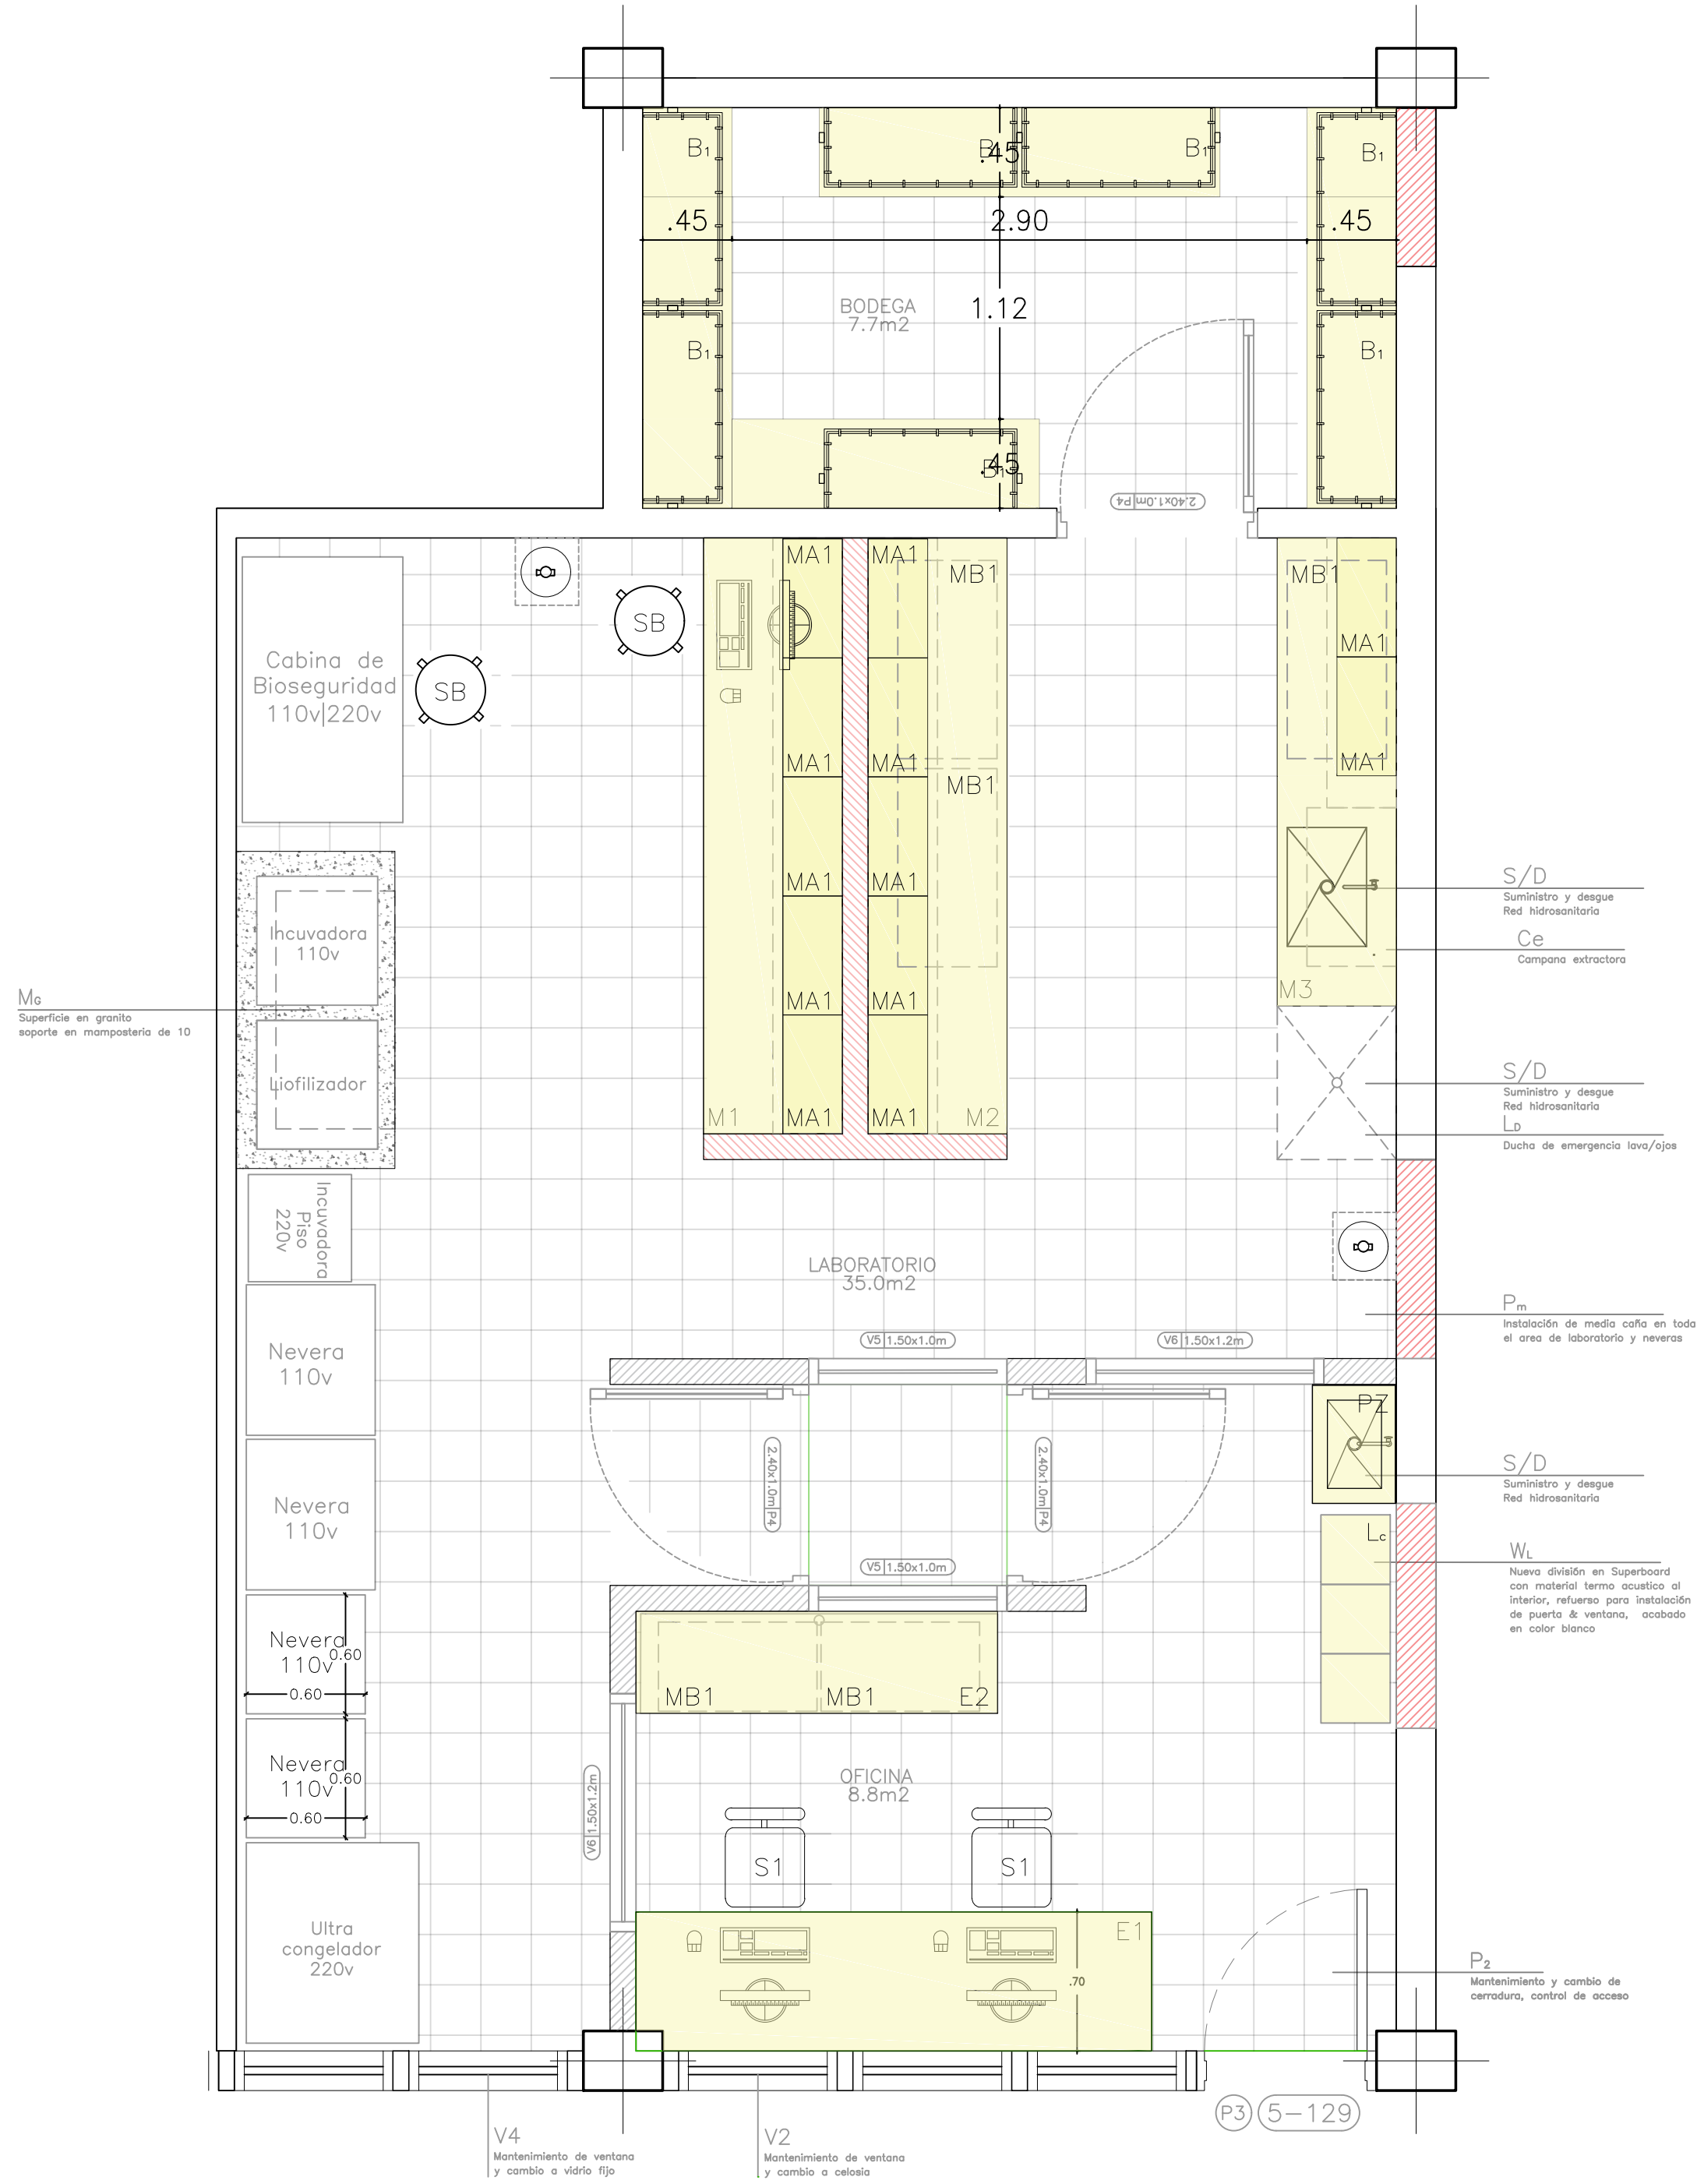 B1
B1
B1
B1
.45
.45
2.90
.45
BODEGA
7.7m2
1.12
B1
B1
B1
.45
2.40x1.0m|P4
MA1
MA1
MB1
MB1
SB
SB
Cabina de
Bioseguridad
110v|220v
MA1
MA1
MA1
MA1
MB1
MA1
MA1
MA1
S/D
Suministro y desgue
Red hidrosanitaria
Incuvadora
110v
Ce
Campana extractora
MG
Superficie en granito
soporte en mamposteria de 10
MA1
MA1
M3
Liofilizador
S/D
Suministro y desgue
Red hidrosanitaria
M1
MA1
MA1
M2
LD
Ducha de emergencia lava/ojos
Incuvadora
Piso
220v
LABORATORIO
35.0m2
Pm
Instalación de media caña en toda
el area de laboratorio y neveras
V5|1.50x1.0m
V6|1.50x1.2m
Nevera
110v
PZ
2.40x1.0m|P4
2.40x1.0m|P4
S/D
Suministro y desgue
Red hidrosanitaria
Nevera
110v
Lc
V5|1.50x1.0m
WL
Nueva división en Superboard
con material termo acustico al
interior, refuerso para instalación
de puerta & ventana, acabado
en color blanco
Nevera
110v
0.60
0.60
MB1
MB1
E2
Nevera
110v
0.60
0.60
OFICINA
8.8m2
V6|1.50x1.2m
S1
S1
Ultra
congelador
220v
E1
.70
P2
Mantenimiento y cambio de
cerradura, control de acceso
P3
5-129
V4
Mantenimiento de ventana
y cambio a vidrio fijo
V2
Mantenimiento de ventana
y cambio a celosia